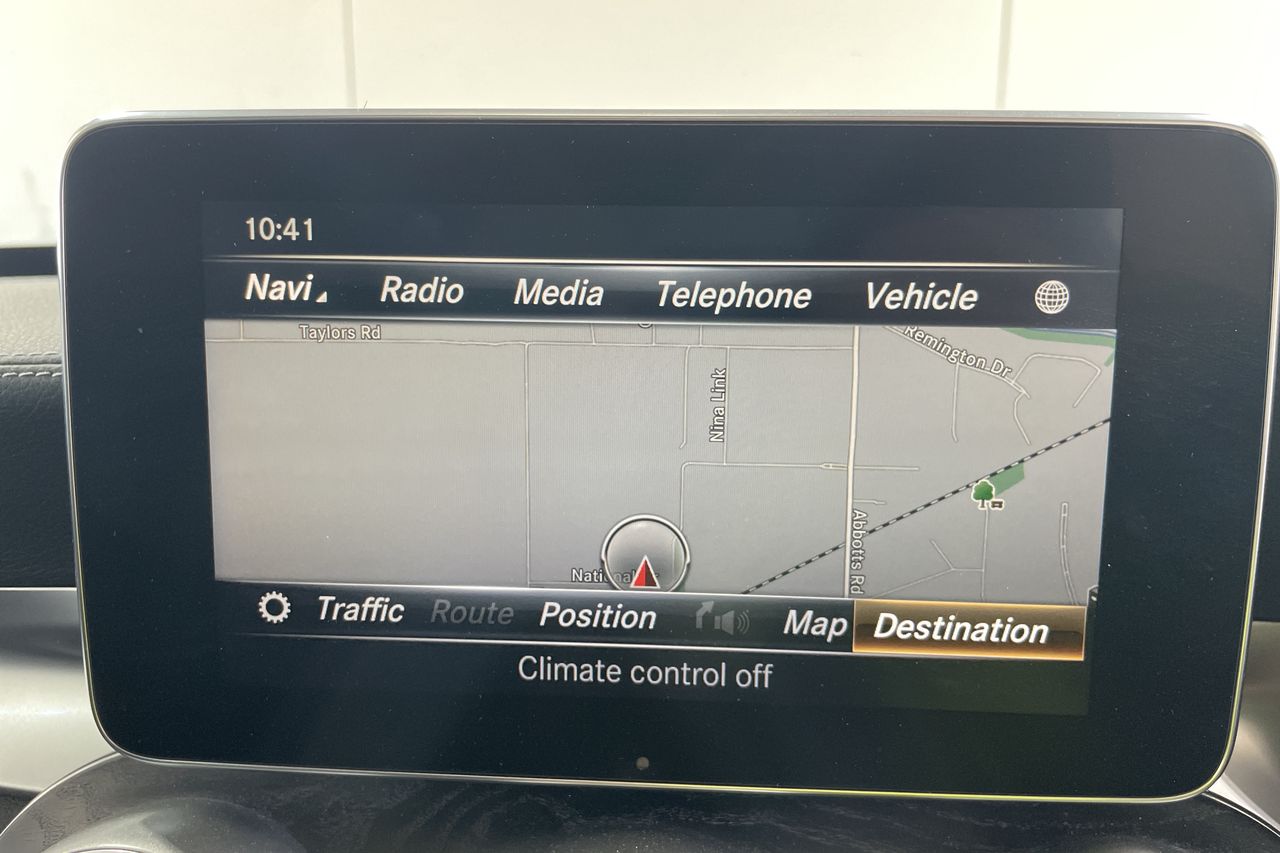 10:41
Navi Radio Media Telephone Vehicle
Taylors Rd
Remington Dr
Nina Link
Abbotts Rd
Traffic Route Position Map Destination
Climate control off